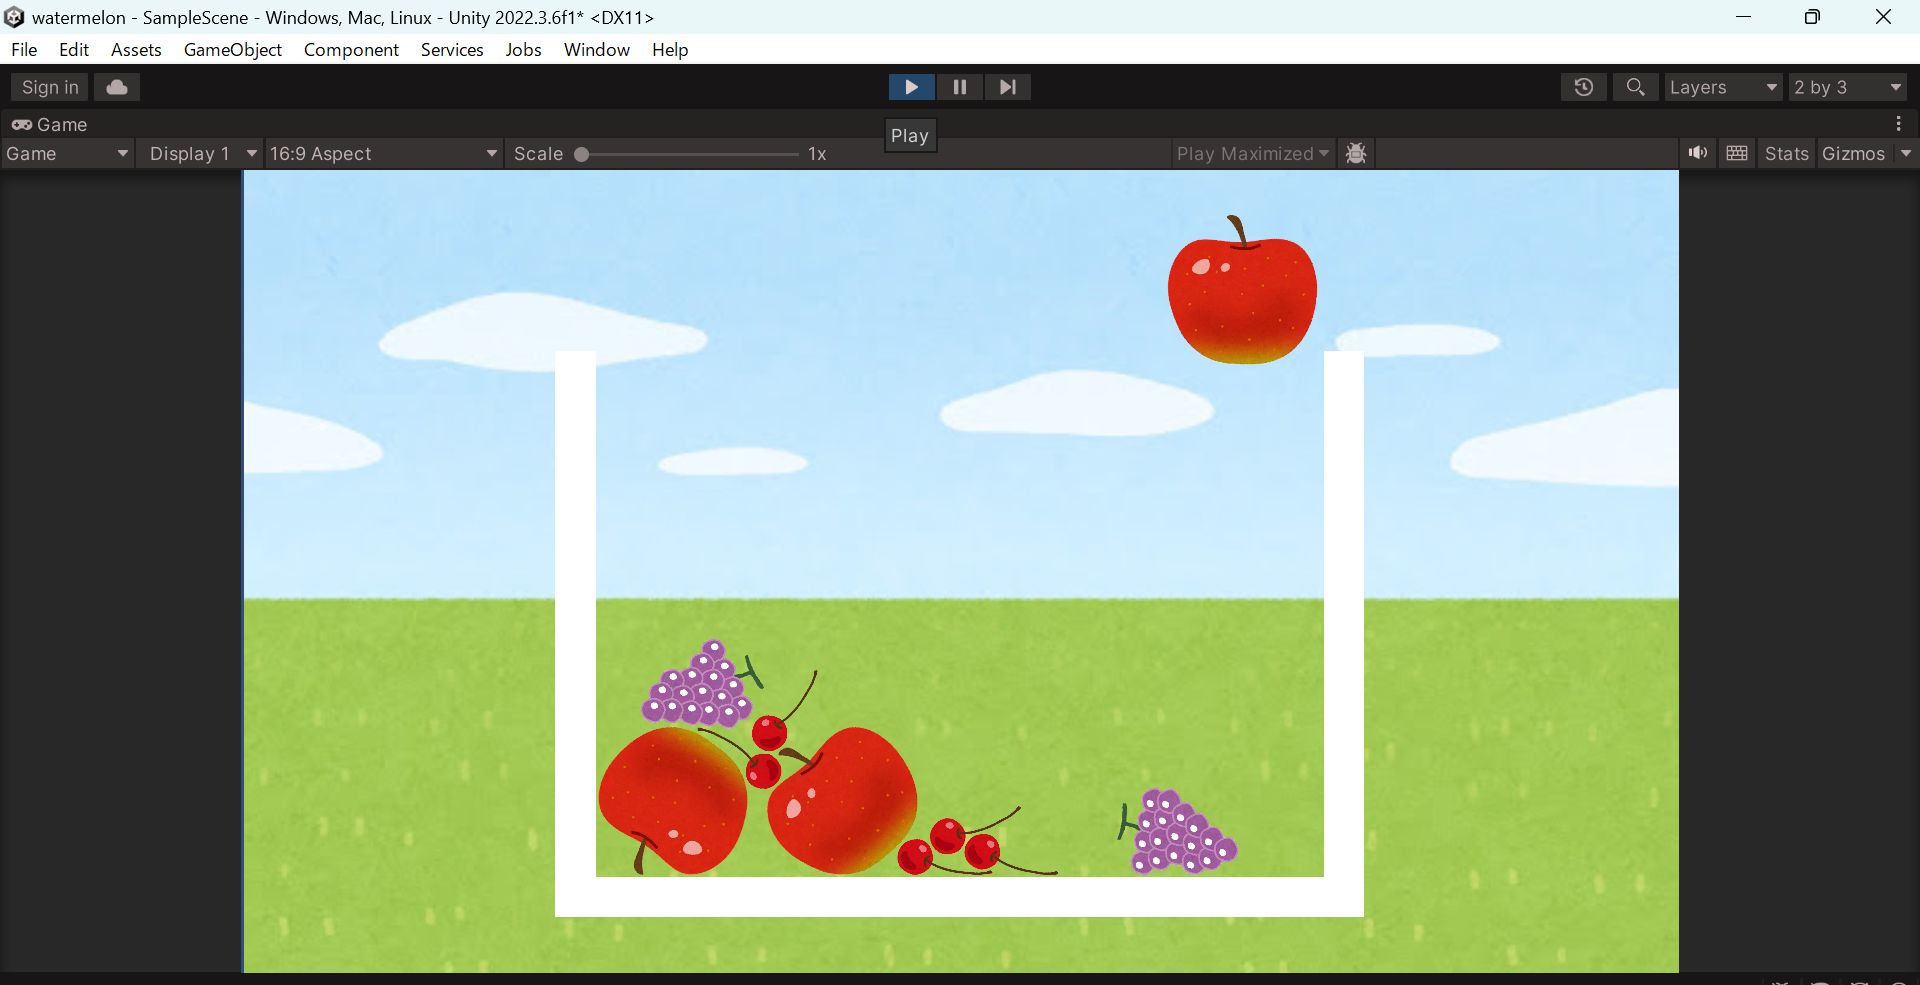 watermelon - SampleScene - Windows, Mac, Linux - Unity 2022.3.6f1* <DX11>
File Edit Assets GameObject Component Services Jobs Window Help
Sign in Layers 2 by 3
Game
Play
Game Display 1 16:9 Aspect Scale 1x Play Maximized Stats Gizmos